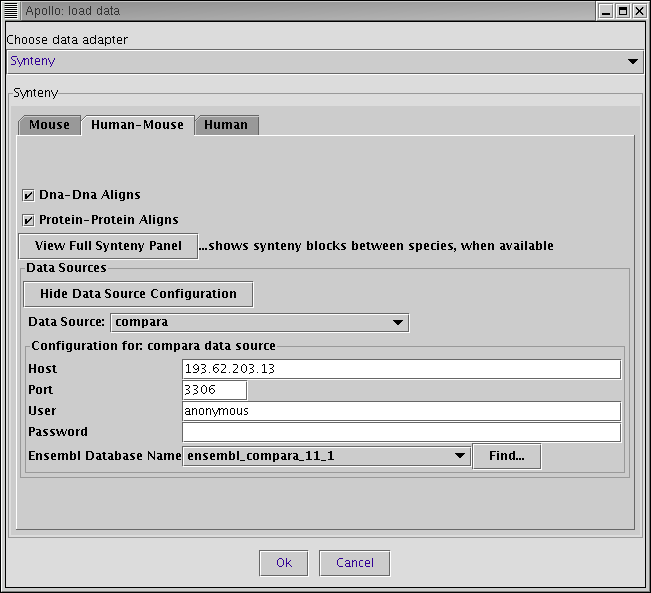 Apollo: load data
Choose data adapter
Synteny
Synteny
Mouse Human-Mouse Human
Dna-Dna Aligns
Protein-Protein Aligns
View Full Synteny Panel ...shows synteny blocks between species, when available
Data Sources
Hide Data Source Configuration
Data Source: compara
Configuration for: compara data source
Host 193.62.203.13
Port 3306
User anonymous
Password
Ensembl Database Name ensembl_compara_11_1 Find...
Ok Cancel